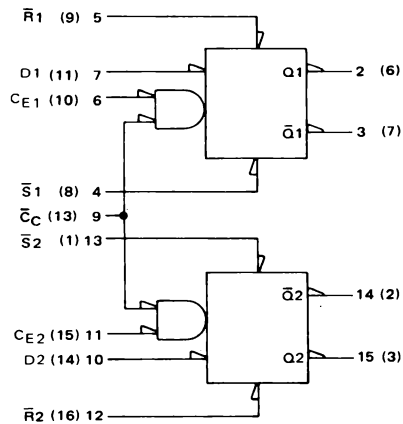 R̅1 (9) 5
D1 (11) 7 Q1 2 (6)
CE1 (10) 6
Q̅1 3 (7)
S̅1 (8) 4
C̅C (13) 9
S̅2 (1) 13
Q̅2 14 (2)
CE2 (15) 11
D2 (14) 10 Q2 15 (3)
R̅2 (16) 12